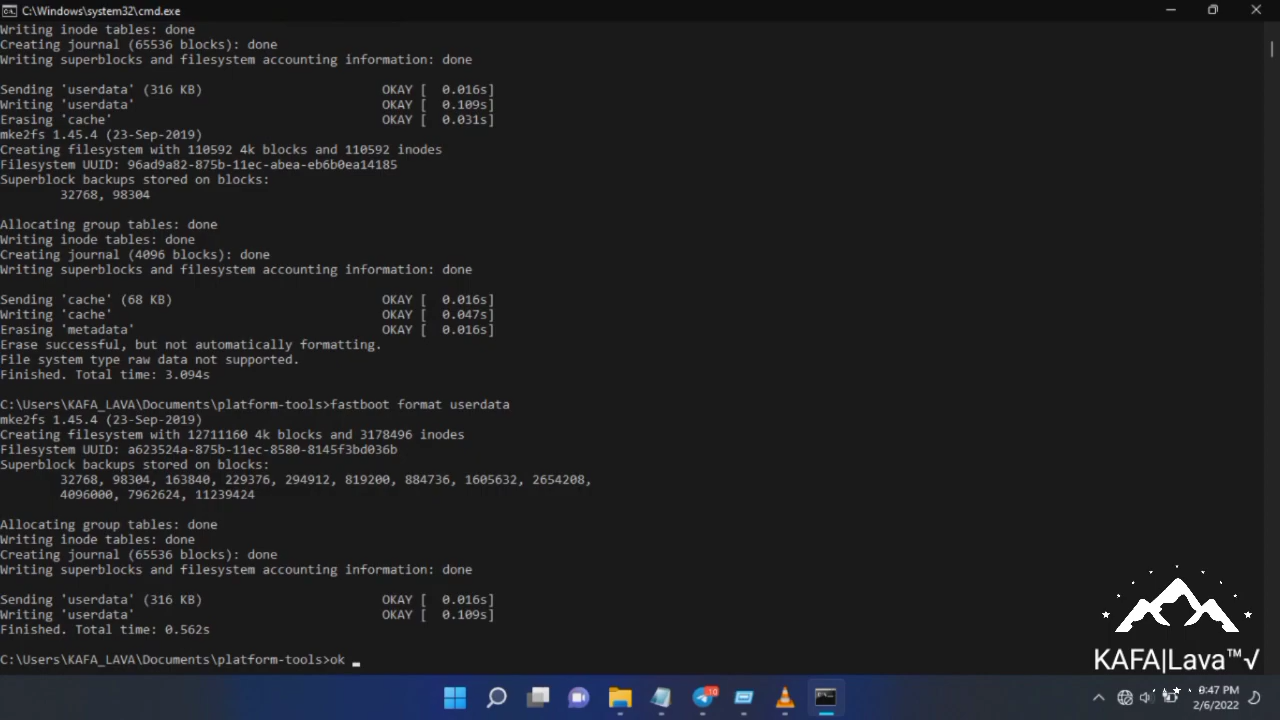 C:\Windows\system32\cmd.exe
Writing inode tables: done
Creating journal (65536 blocks): done
Writing superblocks and filesystem accounting information: done
Sending 'userdata' (316 KB) OKAY [ 0.016s]
Writing 'userdata' OKAY [ 0.109s]
Erasing 'cache' OKAY [ 0.031s]
mke2fs 1.45.4 (23-Sep-2019)
Creating filesystem with 110592 4k blocks and 110592 inodes
Filesystem UUID: 96ad9a82-875b-11ec-abea-eb6b0ea14185
Superblock backups stored on blocks:
32768, 98304
Allocating group tables: done
Writing inode tables: done
Creating journal (4096 blocks): done
Writing superblocks and filesystem accounting information: done
Sending 'cache' (68 KB) OKAY [ 0.016s]
Writing 'cache' OKAY [ 0.047s]
Erasing 'metadata' OKAY [ 0.016s]
Erase successful, but not automatically formatting.
File system type raw data not supported.
Finished. Total time: 3.094s
C:\Users\KAFA_LAVA\Documents\platform-tools>fastboot format userdata
mke2fs 1.45.4 (23-Sep-2019)
Creating filesystem with 12711160 4k blocks and 3178496 inodes
Filesystem UUID: a623524a-875b-11ec-8580-8145f3bd036b
Superblock backups stored on blocks:
32768, 98304, 163840, 229376, 294912, 819200, 884736, 1605632, 2654208,
4096000, 7962624, 11239424
Allocating group tables: done
Writing inode tables: done
Creating journal (65536 blocks): done
Writing superblocks and filesystem accounting information: done
Sending 'userdata' (316 KB) OKAY [ 0.016s]
Writing 'userdata' OKAY [ 0.109s]
Finished. Total time: 0.562s
C:\Users\KAFA_LAVA\Documents\platform-tools>ok _
KAFA|Lava™√
10
:47 PM
2/6/2022